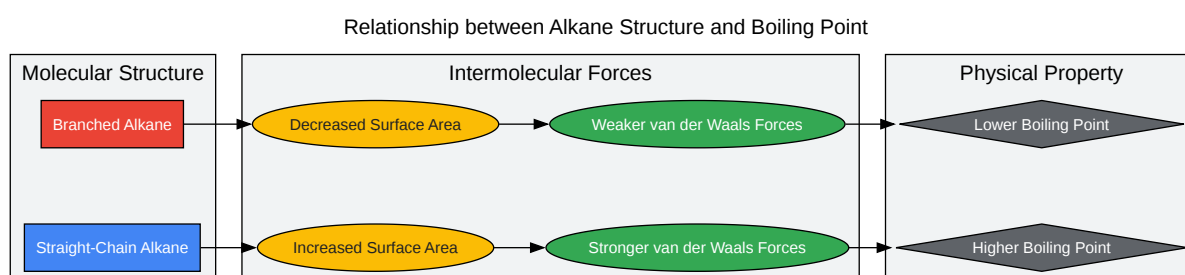 Relationship between Alkane Structure and Boiling Point
Molecular Structure
Intermolecular Forces
Physical Property
Branched Alkane
Decreased Surface Area
Weaker van der Waals Forces
Lower Boiling Point
Straight-Chain Alkane
Increased Surface Area
Stronger van der Waals Forces
Higher Boiling Point